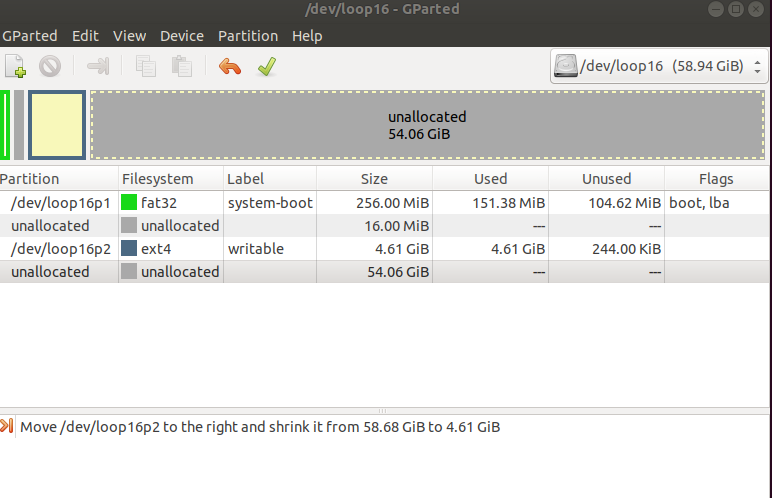 /dev/loop16 - GParted
GParted Edit View Device Partition Help
/dev/loop16 (58.94 GiB)
unallocated
54.06 GiB
Partition Filesystem Label Size Used Unused Flags
/dev/loop16p1 fat32 system-boot 256.00 MiB 151.38 MiB 104.62 MiB boot, lba
unallocated unallocated 16.00 MiB --- ---
/dev/loop16p2 ext4 writable 4.61 GiB 4.61 GiB 244.00 KiB
unallocated unallocated 54.06 GiB --- ---
Move /dev/loop16p2 to the right and shrink it from 58.68 GiB to 4.61 GiB